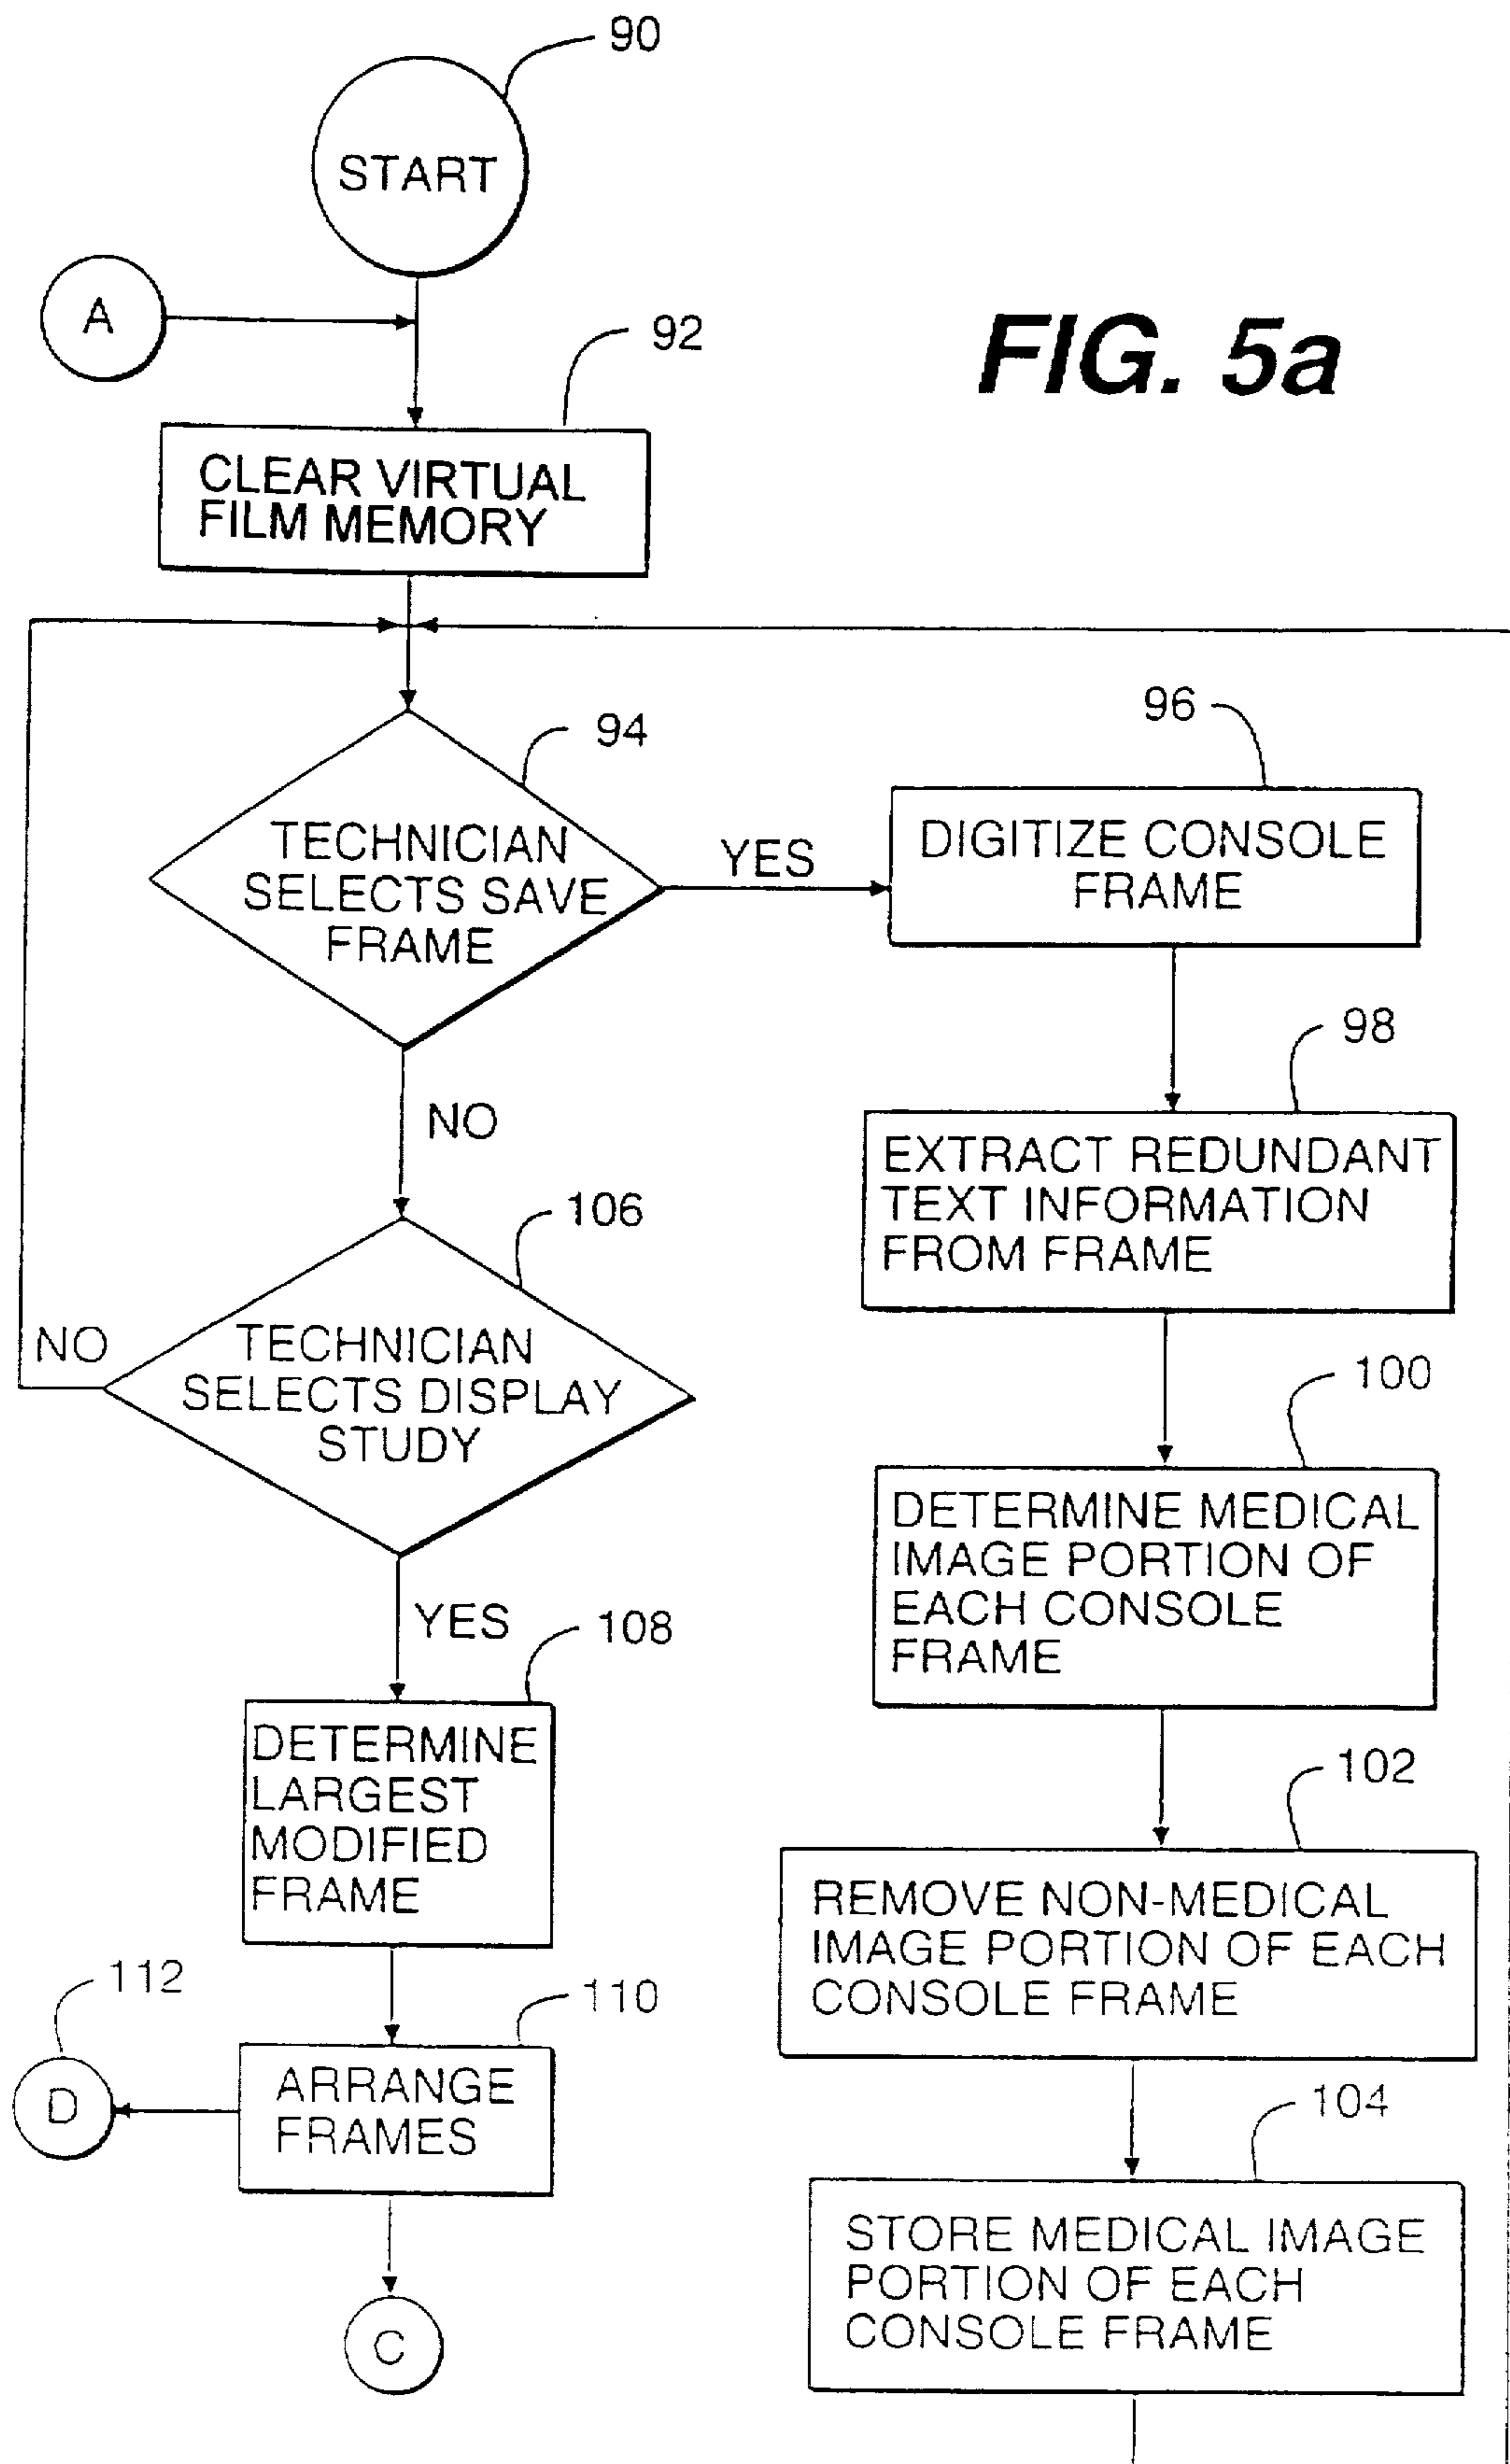 90
START
A
FIG. 5a
92
CLEAR VIRTUAL
FILM MEMORY
94
TECHNICIAN
SELECTS SAVE
FRAME
YES
96
DIGITIZE CONSOLE
FRAME
NO
98
EXTRACT REDUNDANT
TEXT INFORMATION
FROM FRAME
106
TECHNICIAN
SELECTS DISPLAY
STUDY
NO
100
DETERMINE MEDICAL
IMAGE PORTION OF
EACH CONSOLE
FRAME
YES
108
DETERMINE
LARGEST
MODIFIED
FRAME
102
REMOVE NON-MEDICAL
IMAGE PORTION OF EACH
CONSOLE FRAME
112
D
110
ARRANGE
FRAMES
104
STORE MEDICAL IMAGE
PORTION OF EACH
CONSOLE FRAME
C